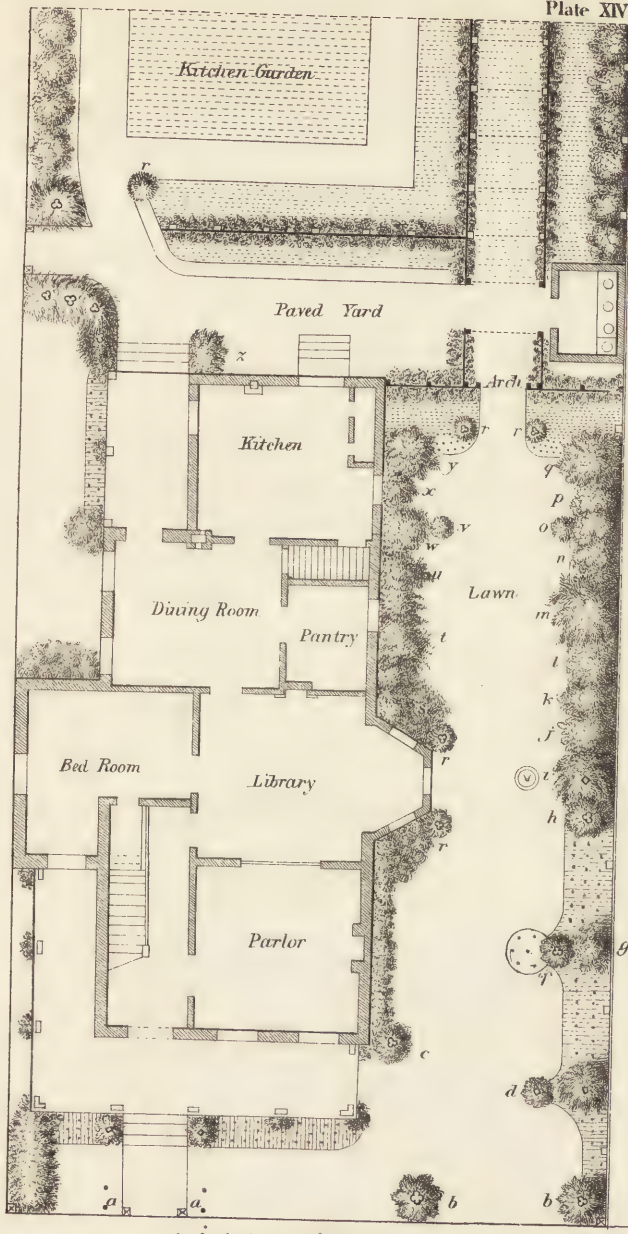 Plate XIV
Kitchen Garden
r
Paved Yard
z
Arch
Kitchen
r
r
y
q
x
p
v
o
w
n
u
Lawn
m
Dining Room
Pantry
t
l
k
s
f
r
Bed Room
Library
i
h
r
Parlor
g
f
c
d
a
a
b
b